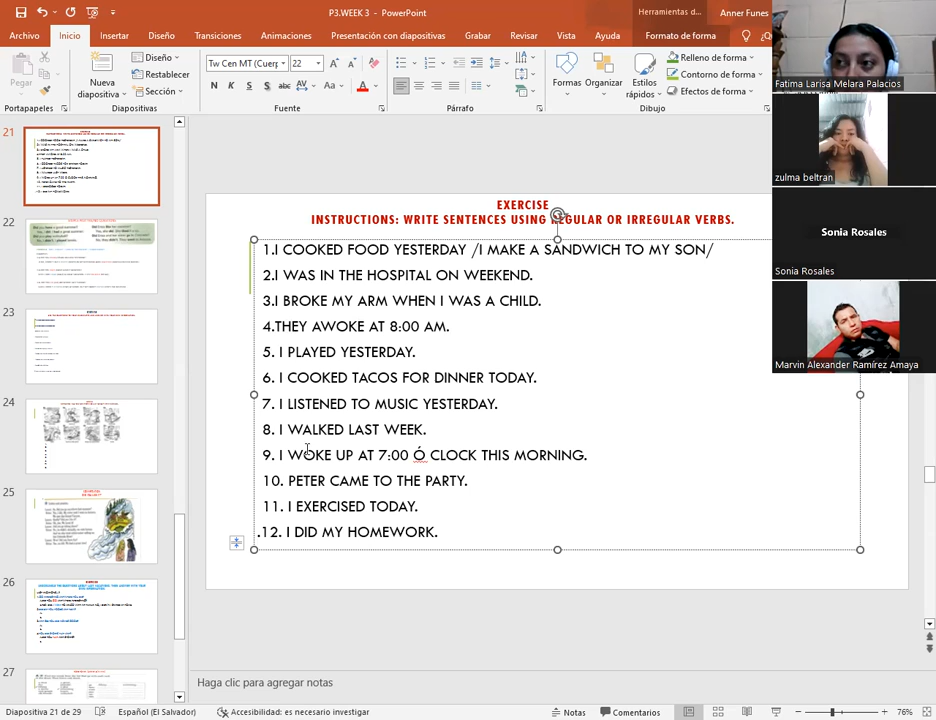 P3.WEEK 3 - PowerPoint
Herramientas d...
Anner Funes
Archivo
Inicio
Insertar
Diseño
Transiciones
Animaciones
Presentación con diapositivas
Grabar
Revisar
Vista
Ayuda
Formato de forma
Pegar
Nueva diapositiva
Diseño
Restablecer
Sección
Tw Cen MT (Cuerp
22
N K S S ab AV Aa A
Formas
Organizar
Estilos rápidos
Relleno de forma
Contorno de forma
Efectos de forma
Portapapeles
Diapositivas
Fuente
Párrafo
Dibujo
21
22
23
24
25
26
27
EXERCISE
INSTRUCTIONS: WRITE SENTENCES USING REGULAR OR IRREGULAR VERBS.
1.I COOKED FOOD YESTERDAY /I MAKE A SANDWICH TO MY SON/
2.I WAS IN THE HOSPITAL ON WEEKEND.
3.I BROKE MY ARM WHEN I WAS A CHILD.
4.THEY AWOKE AT 8:00 AM.
5. I PLAYED YESTERDAY.
6. I COOKED TACOS FOR DINNER TODAY.
7. I LISTENED TO MUSIC YESTERDAY.
8. I WALKED LAST WEEK.
9. I WOKE UP AT 7:00 Ó CLOCK THIS MORNING.
10. PETER CAME TO THE PARTY.
11. I EXERCISED TODAY.
.12. I DID MY HOMEWORK.
Fatima Larisa Melara Palacios
zulma beltran
Sonia Rosales
Sonia Rosales
Marvin Alexander Ramírez Amaya
Haga clic para agregar notas
Diapositiva 21 de 29
Español (El Salvador)
Accesibilidad: es necesario investigar
Notas
Comentarios
76%